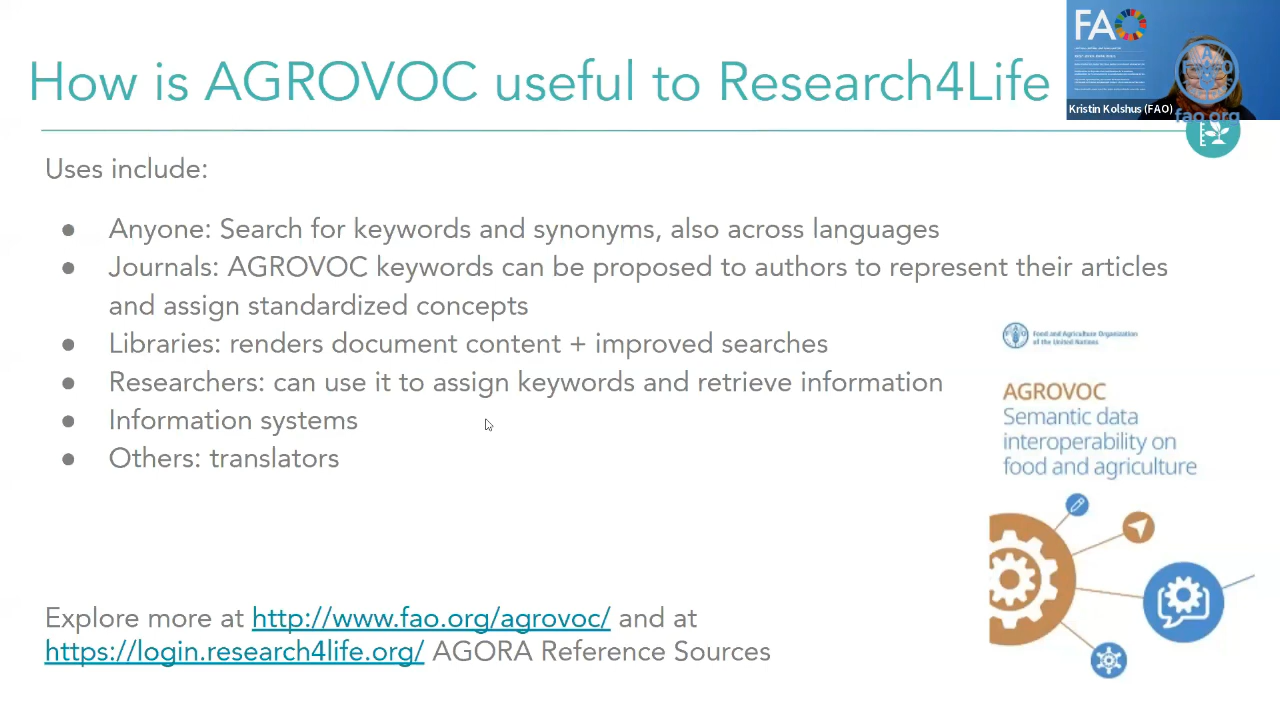 How is AGROVOC useful to Research4Life
FAO
Kristin Kolshus (FAO)
fao.org
Uses include:
● Anyone: Search for keywords and synonyms, also across languages
● Journals: AGROVOC keywords can be proposed to authors to represent their articles
and assign standardized concepts
● Libraries: renders document content + improved searches
● Researchers: can use it to assign keywords and retrieve information
● Information systems
● Others: translators
Food and Agriculture Organization
of the United Nations
AGROVOC
Semantic data
interoperability on
food and agriculture
Explore more at http://www.fao.org/agrovoc/ and at
https://login.research4life.org/ AGORA Reference Sources